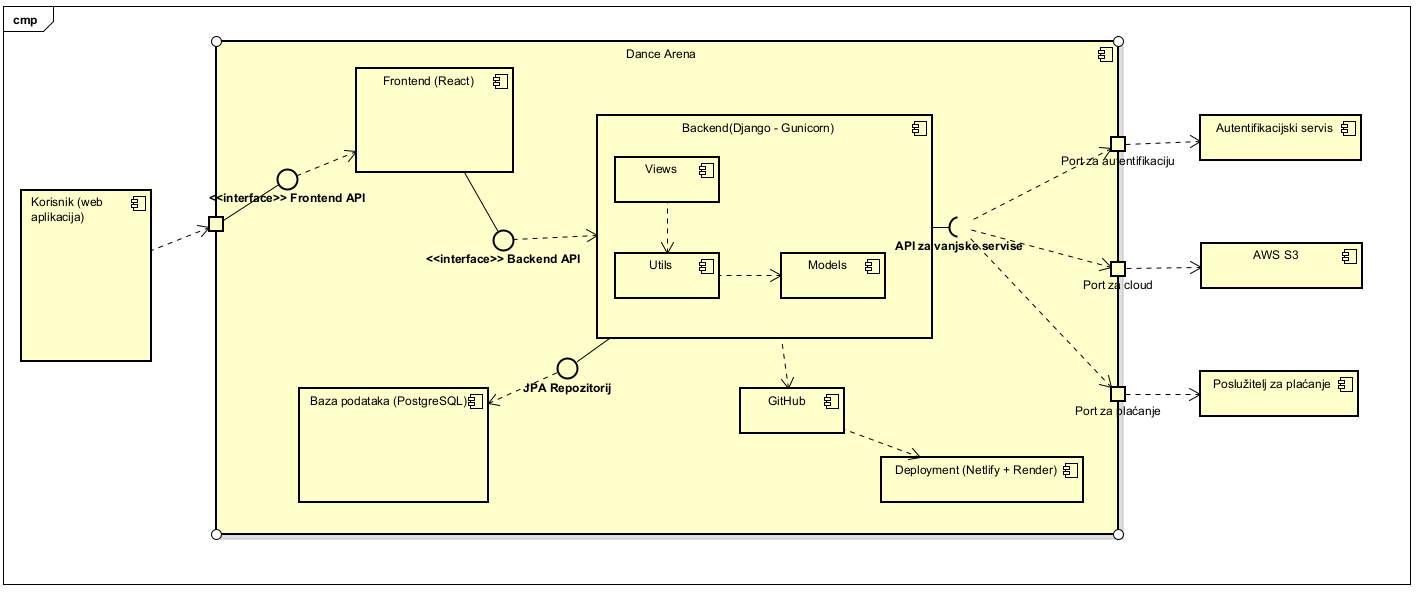 cmp
Dance Arena
Frontend (React)
Backend(Django - Gunicorn)
Autentifikacijski servis
Views
Port za autentifikaciju
Korisnik (web
aplikacija)
<<interface>> Frontend API
<<interface>> Backend API
API za vanjske servise
AWS S3
Utils
Models
Port za cloud
JPA Repozitorij
Poslužitelj za plaćanje
Baza podataka (PostgreSQL)
GitHub
Port za plaćanje
Deployment (Netlify + Render)